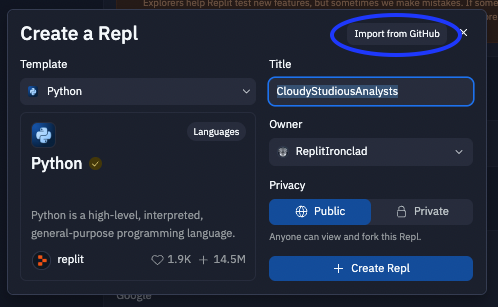 Explorers help Replit test new features, but sometimes we make mistakes. If some
Create a Repl
Import from GitHub
Template
Python
Languages
Python
Python is a high-level, interpreted,
general-purpose programming language.
replit
1.9K
14.5M
Title
CloudyStudiousAnalysts
Owner
ReplitIronclad
Privacy
Public
Private
Anyone can view and fork this Repl.
+ Create Repl
Google